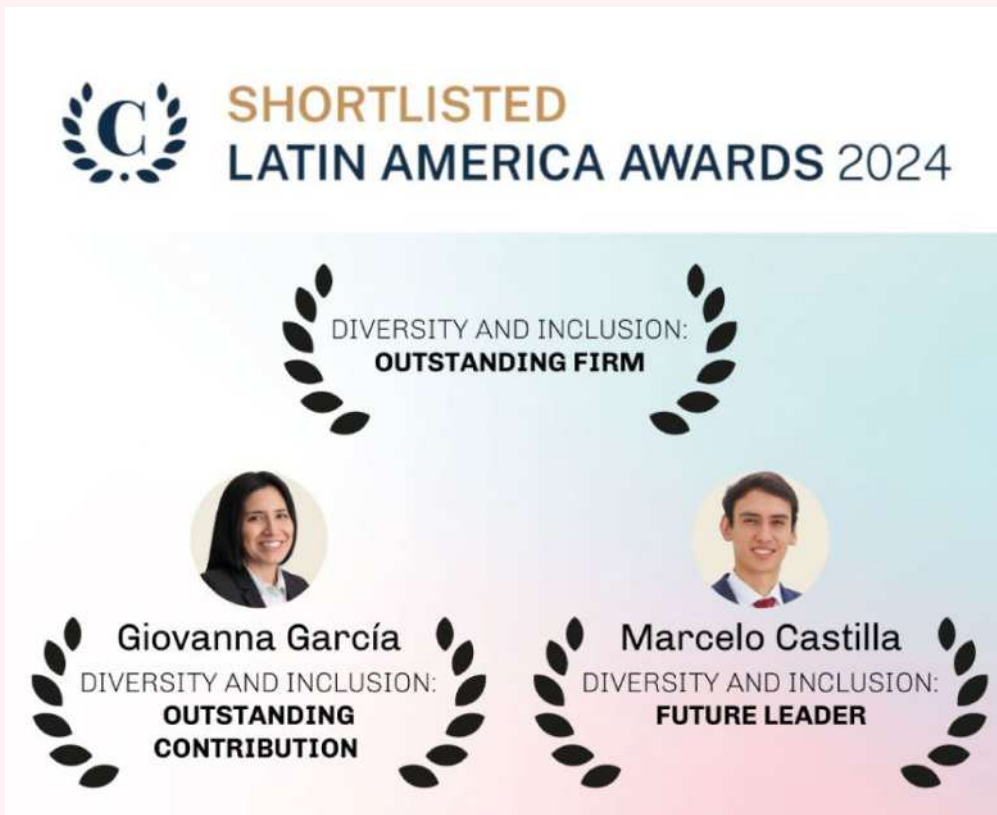 C
SHORTLISTED
LATIN AMERICA AWARDS 2024
DIVERSITY AND INCLUSION:
OUTSTANDING FIRM
Giovanna García
DIVERSITY AND INCLUSION:
OUTSTANDING
CONTRIBUTION
Marcelo Castilla
DIVERSITY AND INCLUSION:
FUTURE LEADER